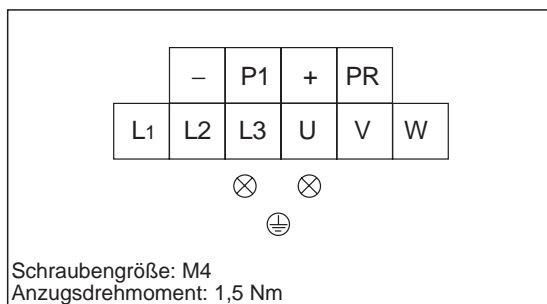 – P1 + PR
L1 L2 L3 U V W
Schraubengröße: M4
Anzugsdrehmoment: 1,5 Nm